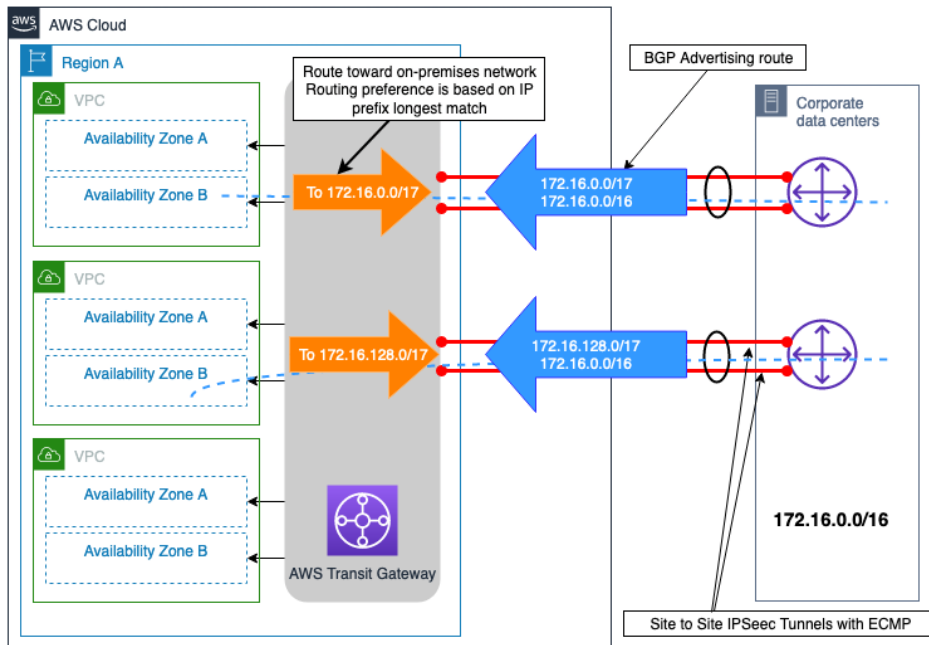 aws
AWS Cloud
Region A
Route toward on-premises network
Routing preference is based on IP
prefix longest match
BGP Advertising route
VPC
Availability Zone A
Availability Zone B
To 172.16.0.0/17
172.16.0.0/17
172.16.0.0/16
Corporate
data centers
VPC
Availability Zone A
Availability Zone B
To 172.16.128.0/17
172.16.128.0/17
172.16.0.0/16
VPC
Availability Zone A
Availability Zone B
AWS Transit Gateway
172.16.0.0/16
Site to Site IPSeec Tunnels with ECMP